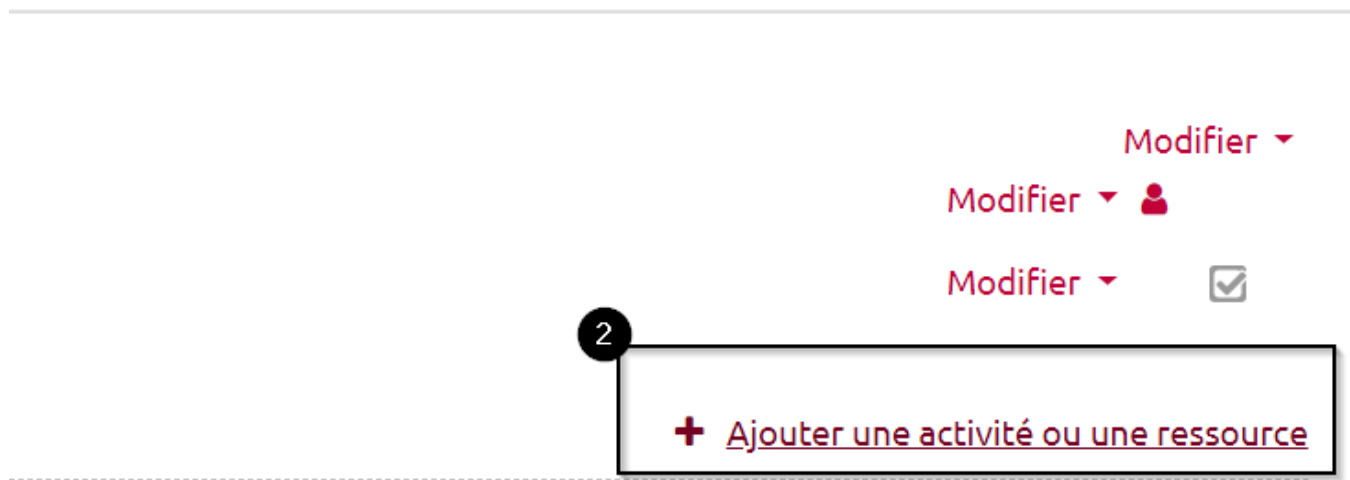 Modifier
Modifier
Modifier
2
Ajouter une activité ou une ressource